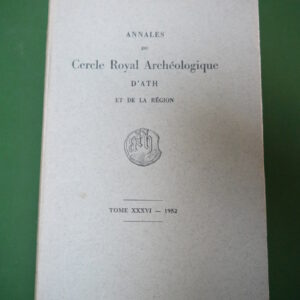 ANNALES
DU
Cercle Royal Archéologique
D'ATH
ET DE LA RÉGION
TOME XXXVI — 1952